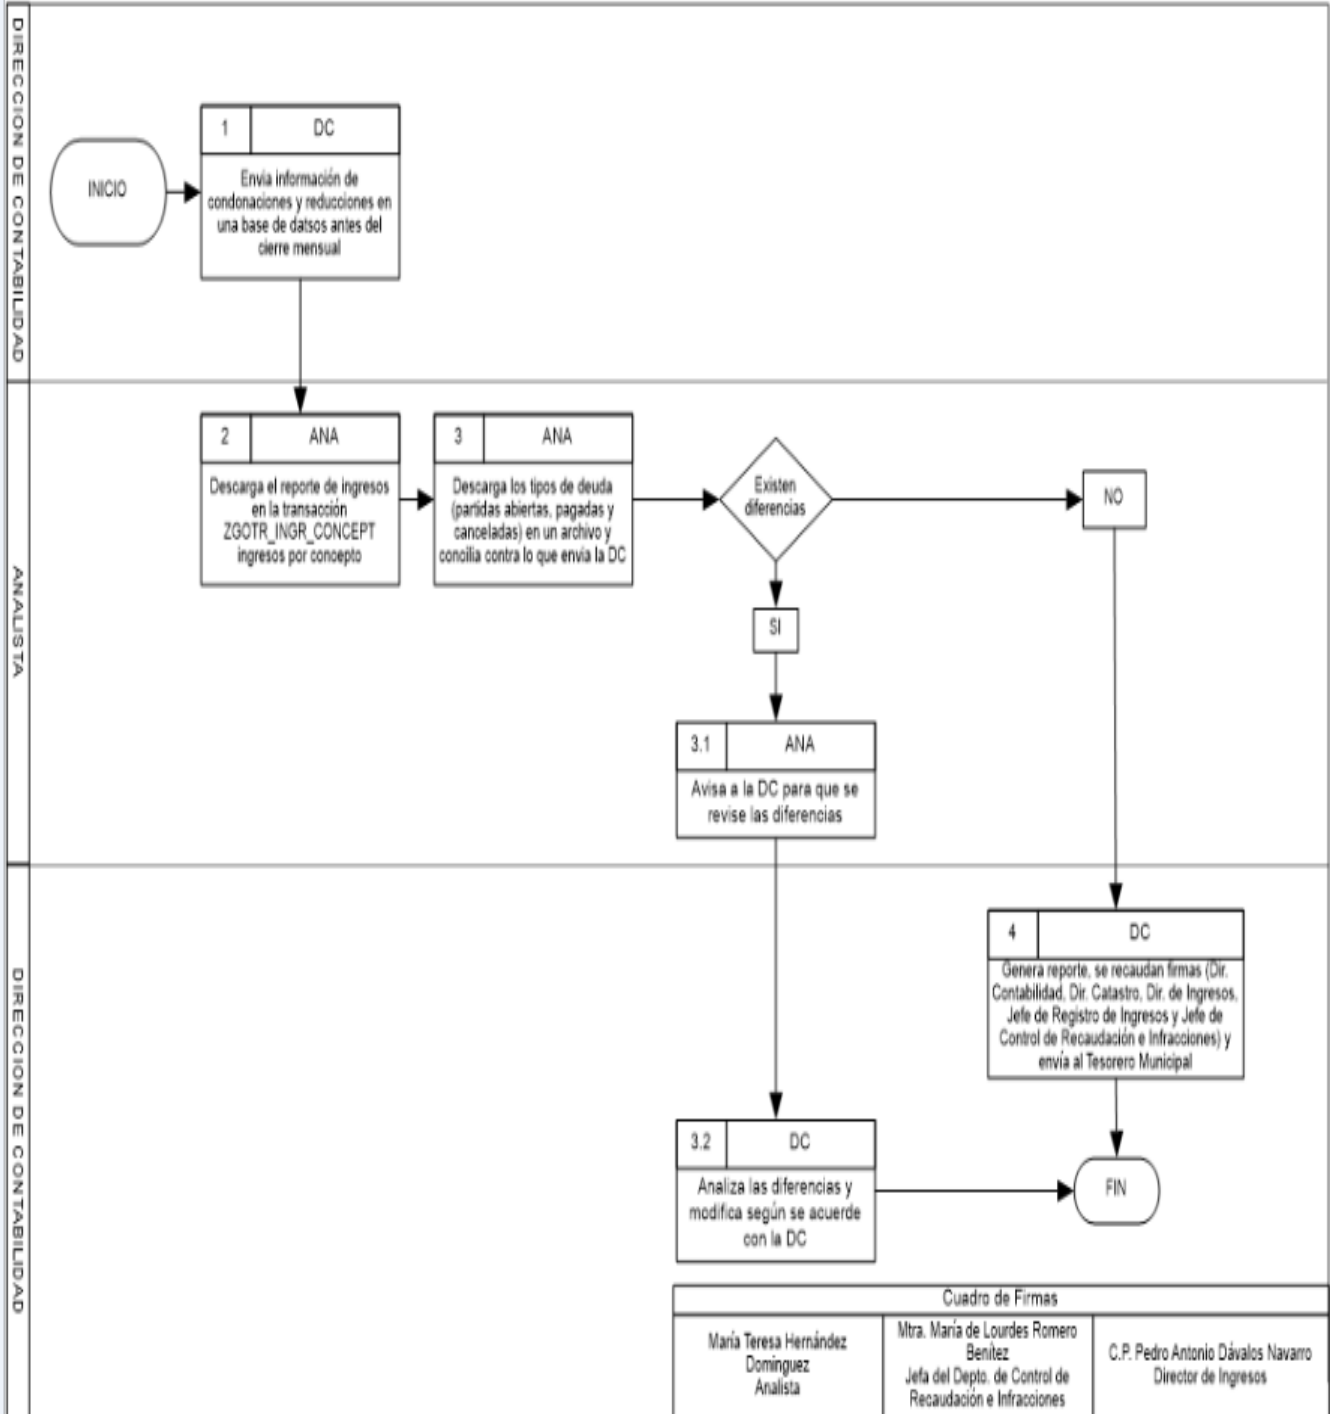 DIRECCION DE CONTABILIDAD
INICIO
1
DC
Envia información de
condonaciones y reducciones en
una base de datsos antes del
cierre mensual
ANALISTA
2
ANA
Descarga el reporte de ingresos
en la transacción
ZGOTR_INGR_CONCEPT
ingresos por concepto
3
ANA
Descarga los tipos de deuda
(partidas abiertas, pagadas y
canceladas) en un archivo y
concilia contra lo que envia la DC
Existen
diferencias
NO
SI
3.1
ANA
Avisa a la DC para que se
revise las diferencias
DIRECCION DE CONTABILIDAD
4
DC
Genera reporte, se recaudan firmas (Dir.
Contabilidad, Dir. Catastro, Dir. de Ingresos,
Jefe de Registro de Ingresos y Jefe de
Control de Recaudación e Infracciones) y
envía al Tesorero Municipal
3.2
DC
Analiza las diferencias y
modifica según se acuerde
con la DC
FIN
Cuadro de Firmas
María Teresa Hernández
Domínguez
Analista
Mtra. María de Lourdes Romero
Benítez
Jefa del Depto. de Control de
Recaudación e Infracciones
C.P. Pedro Antonio Dávalos Navarro
Director de Ingresos